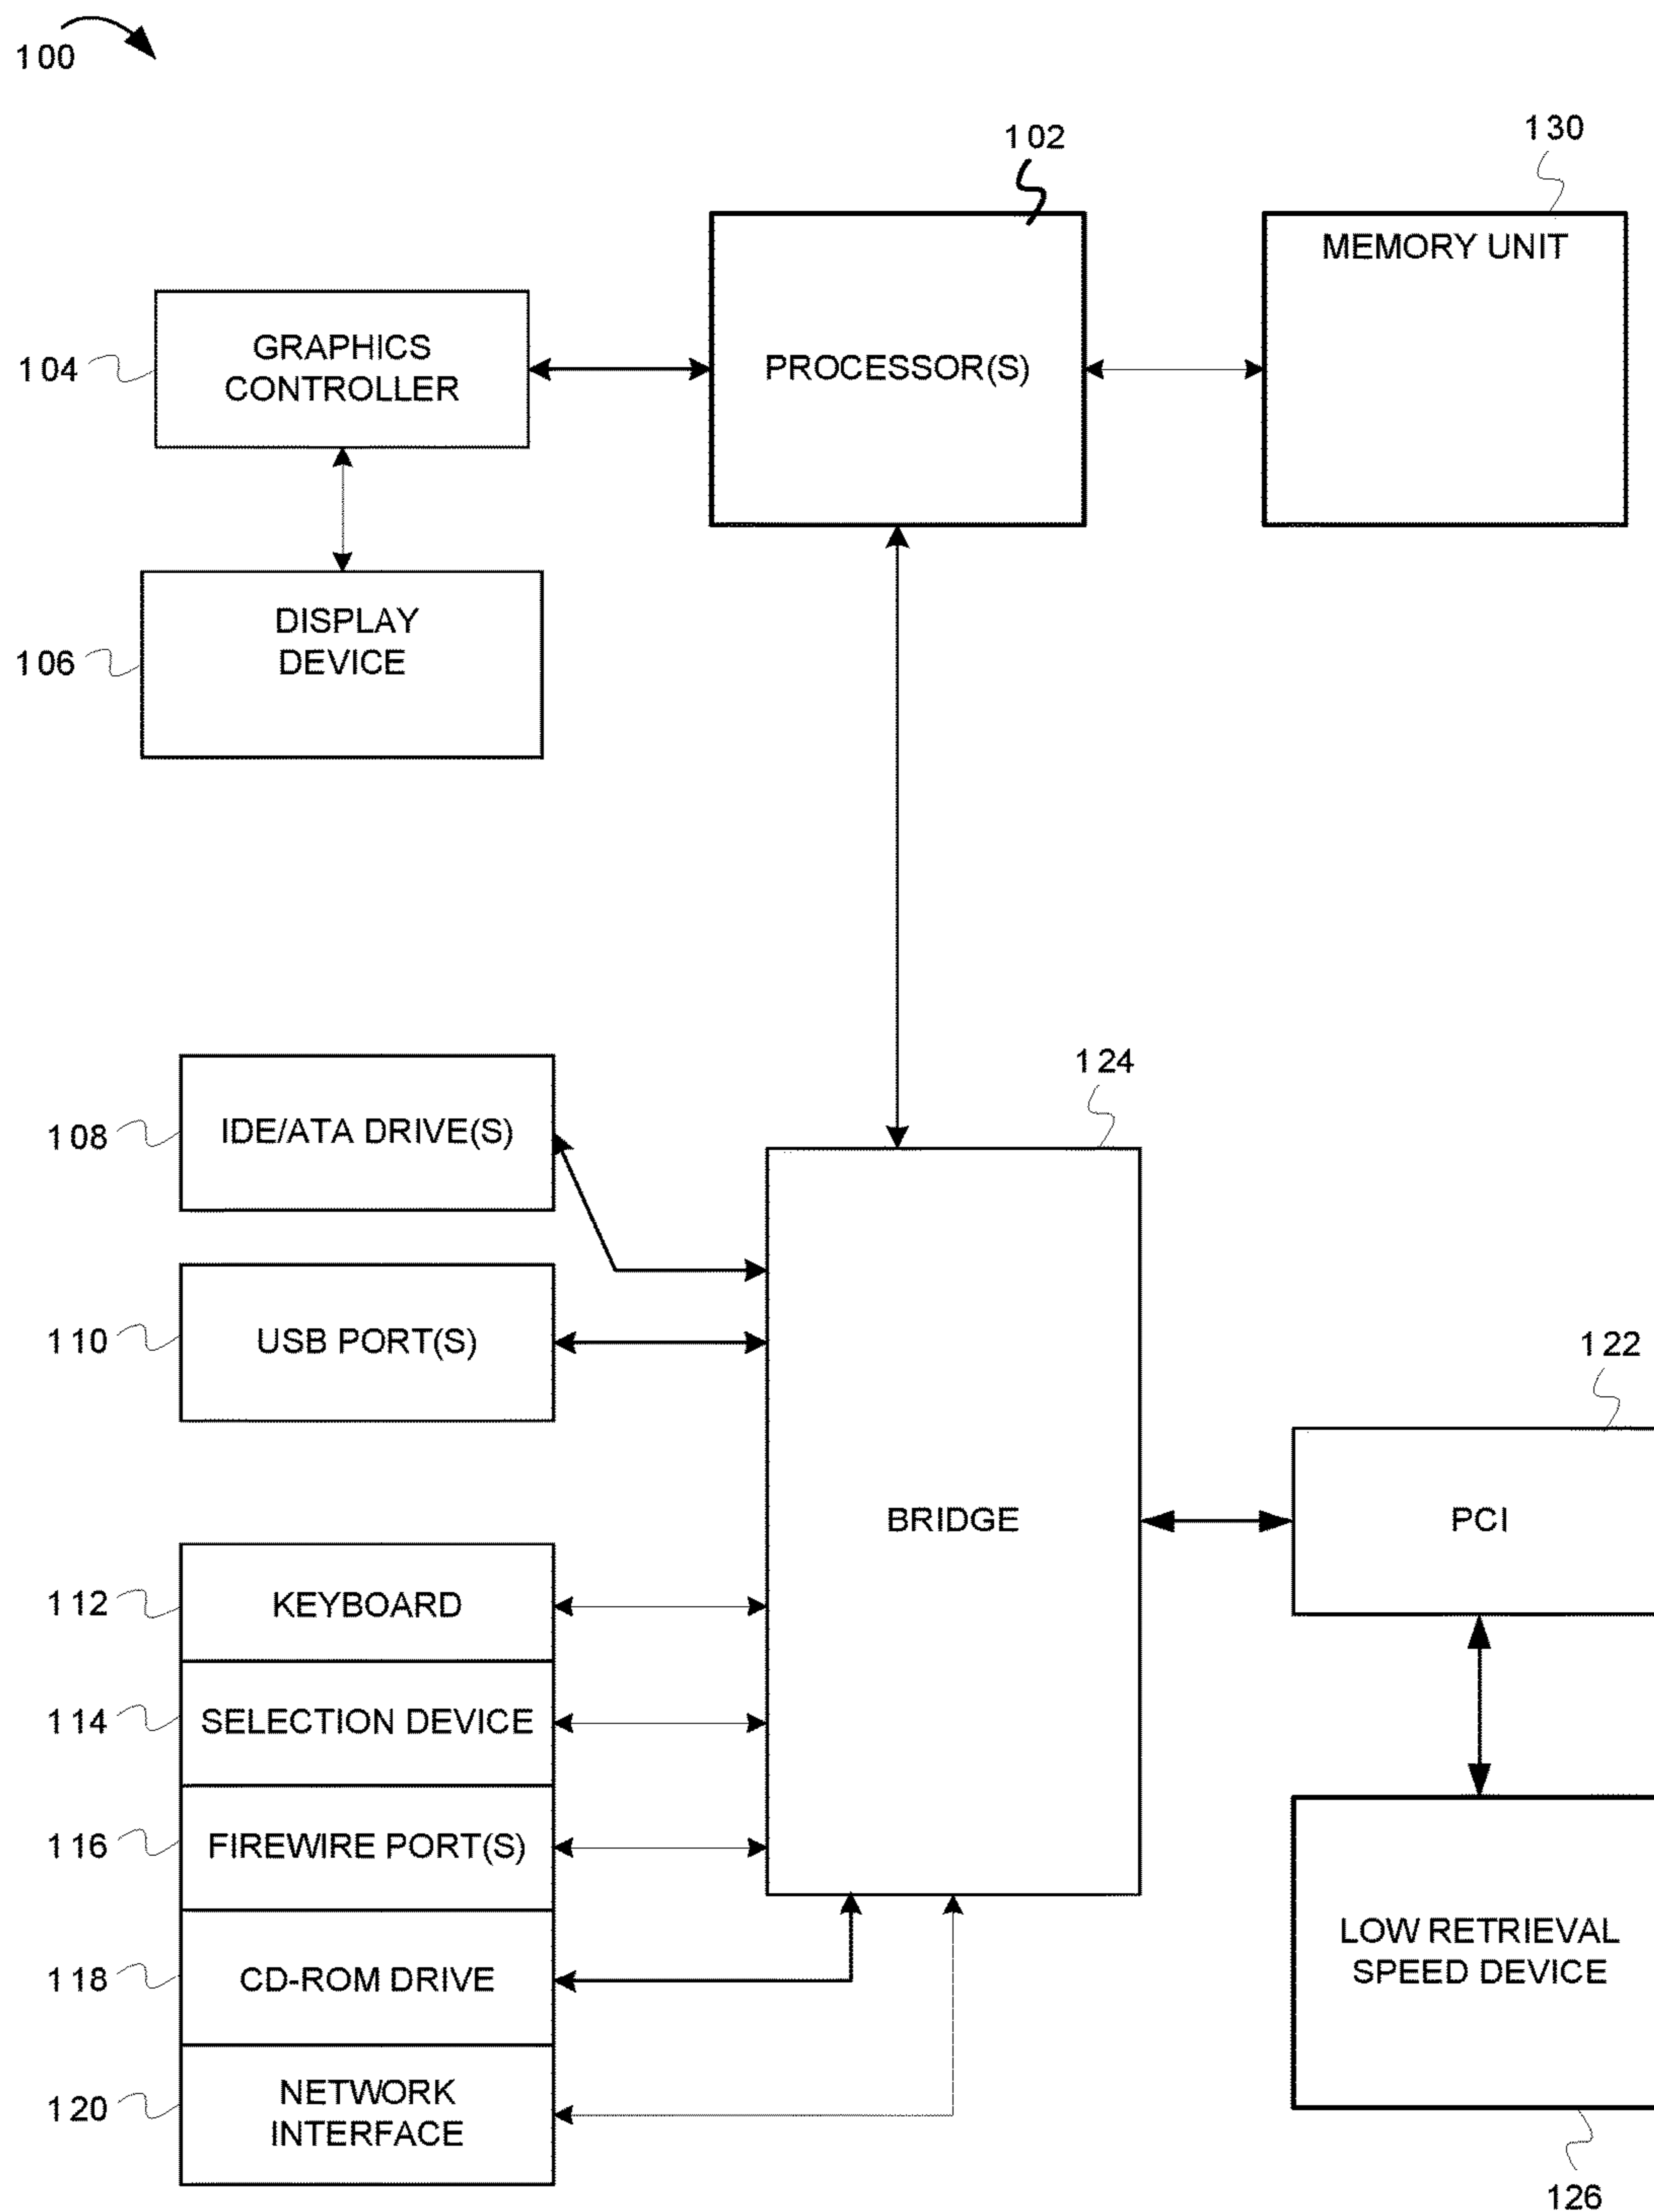 100
102
130
MEMORY UNIT
104
GRAPHICS
CONTROLLER
PROCESSOR(S)
106
DISPLAY
DEVICE
124
108
IDE/ATA DRIVE(S)
110
USB PORT(S)
122
BRIDGE
PCI
112
KEYBOARD
114
SELECTION DEVICE
116
FIREWIRE PORT(S)
118
CD-ROM DRIVE
LOW RETRIEVAL
SPEED DEVICE
120
NETWORK
INTERFACE
126